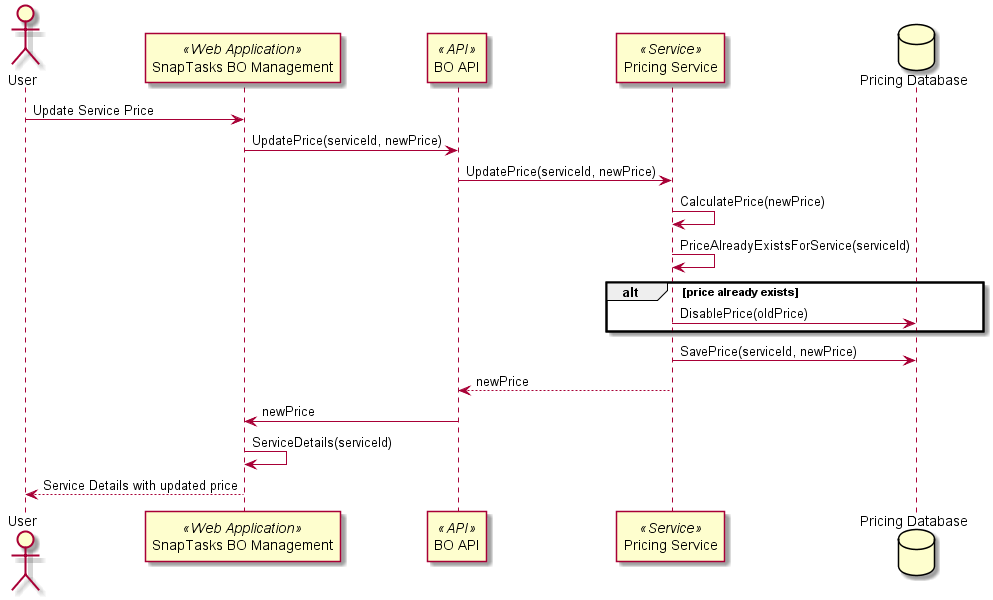 «Web Application»
SnapTasks BO Management
«API»
BO API
«Service»
Pricing Service
User
Pricing Database
Update Service Price
UpdatePrice(serviceId, newPrice)
UpdatePrice(serviceId, newPrice)
CalculatePrice(newPrice)
PriceAlreadyExistsForService(serviceId)
alt
[price already exists]
DisablePrice(oldPrice)
SavePrice(serviceId, newPrice)
newPrice
newPrice
ServiceDetails(serviceId)
Service Details with updated price
User
«Web Application»
SnapTasks BO Management
«API»
BO API
«Service»
Pricing Service
Pricing Database